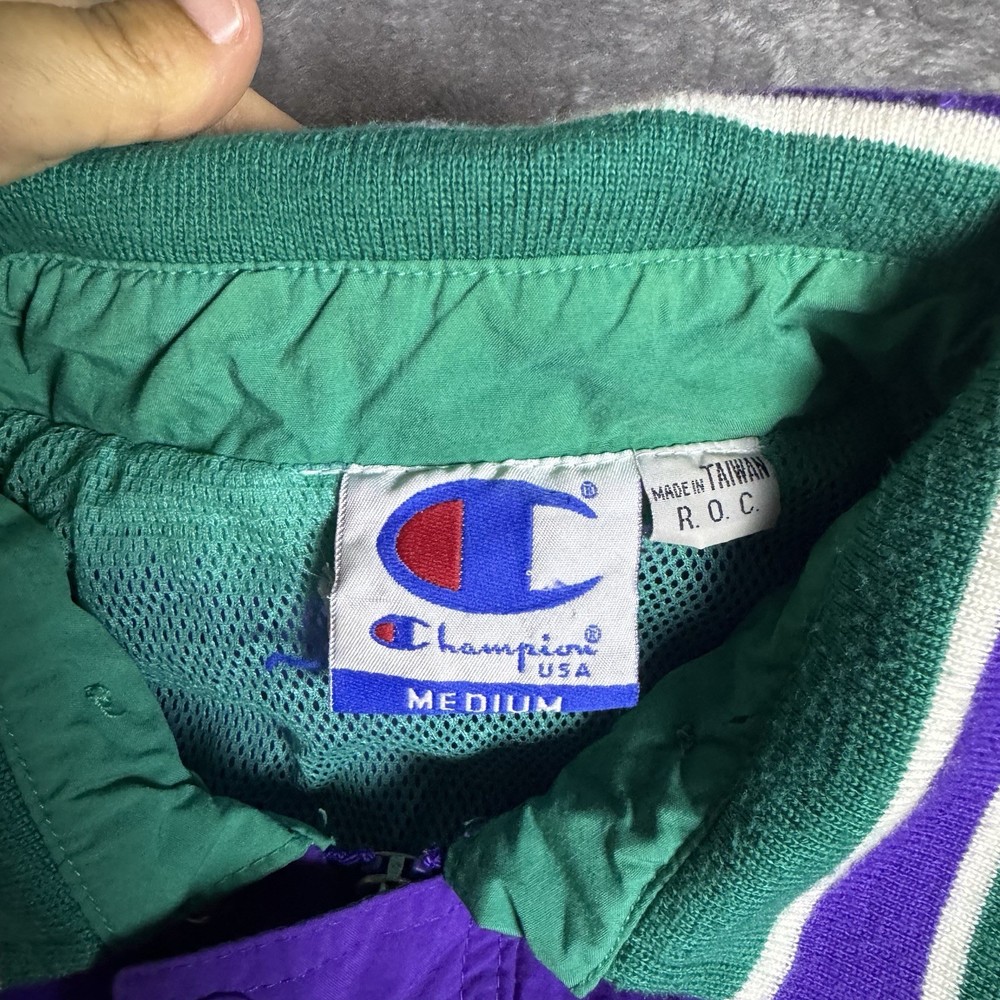 ®
Champion®
USA
MEDIUM
MADE IN TAIWAN
R. O. C.